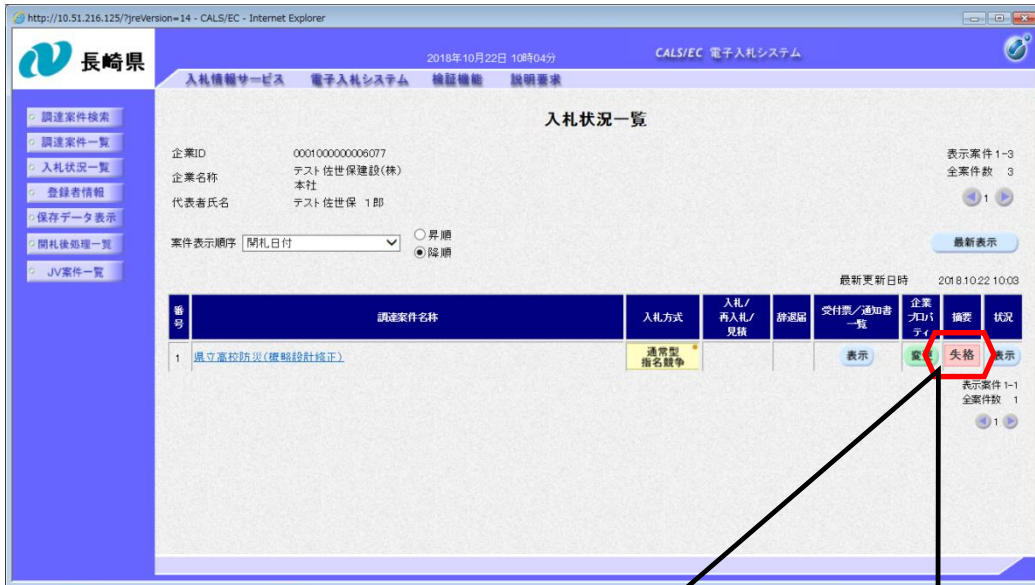 http://10.51.216.125/?jreVersion=14 - CALS/EC - Internet Explorer
長崎県
2018年10月22日 10時04分
CALS/EC 電子入札システム
入札情報サービス 電子入札システム 検証機能 説明要求
調達案件検索
調達案件一覧
入札状況一覧
登録者情報
保存データ表示
開札後処理一覧
JV案件一覧
入札状況一覧
企業ID 0001000000006077
企業名称 テスト佐世保建設(株)
本社
代表者氏名 テスト佐世保 1郎
表示案件 1-3
全案件数 3
1
案件表示順序 開札日付
昇順
降順
最新表示
最新更新日時 2018.10.22 10:03
番号 調達案件名称 入札方式 入札/再入札/見積 辞退届 受付票/通知書一覧 企業プロパティ 摘要 状況
1 県立高校防災(概略設計修正) 通常型指名競争 表示 変更 失格 表示
表示案件 1-1
全案件数 1
1